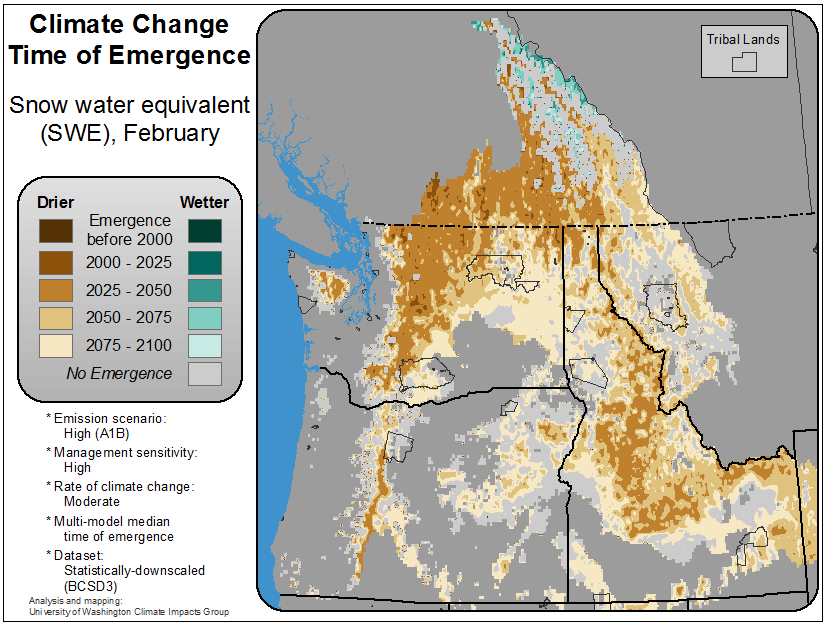 Climate Change
Time of Emergence
Snow water equivalent
(SWE), February
Drier Wetter
Emergence
before 2000
2000 - 2025
2025 - 2050
2050 - 2075
2075 - 2100
No Emergence
* Emission scenario:
High (A1B)
* Management sensitivity:
High
* Rate of climate change:
Moderate
* Multi-model median
time of emergence
* Dataset:
Statistically-downscaled
(BCSD3)
Analysis and mapping:
University of Washington Climate Impacts Group
Tribal Lands